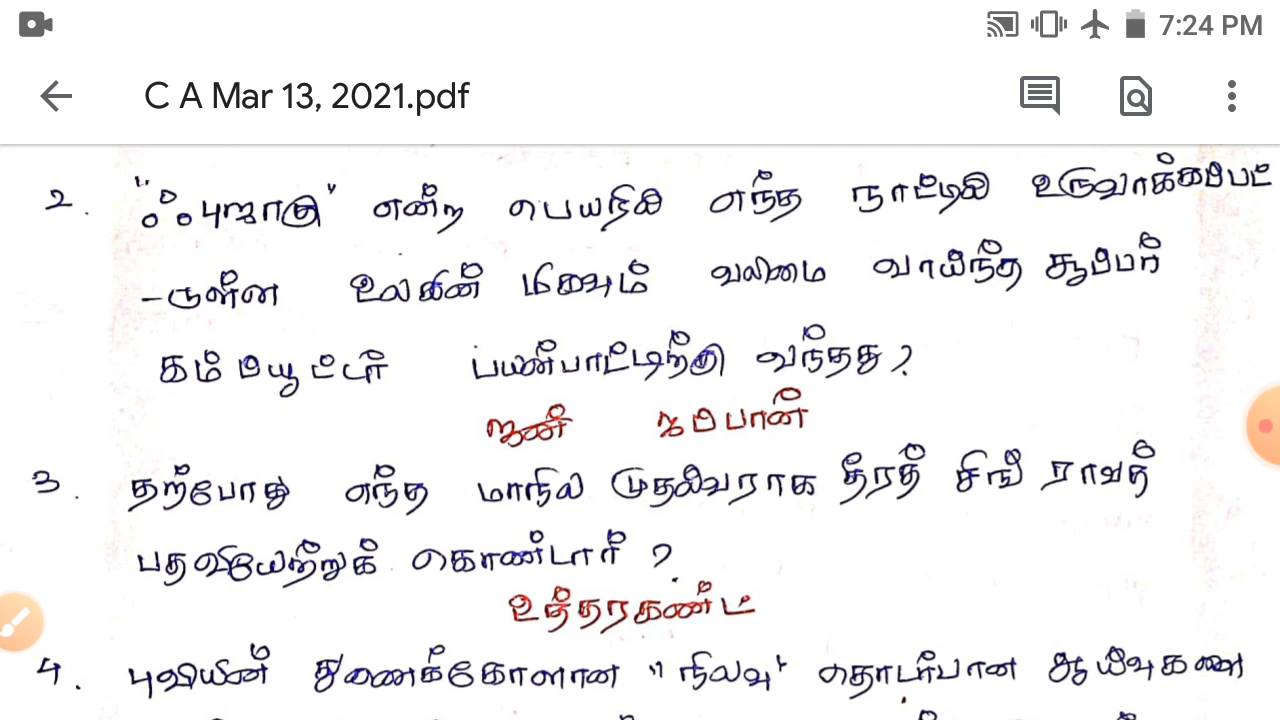 7:24 PM
C A Mar 13, 2021.pdf
2. "ஃபுஜாகு" என்ற பெயரில் எந்த நாட்டில் உருவாக்கப்பட்
-டுள்ள உலகின் மிகவும் வலிமை வாய்ந்த சூப்பர்
கம்பியூட்டர் பயன்பாட்டிற்கு வந்தது?
ஜப்பான்
3. தற்போது எந்த மாநில முதல்வராக தீரத் சிங் ராவத்
பதவியேற்றுக் கொண்டார்?
உத்தரகண்ட்
4. புவியின் துணைக்கோளான "நிலவு" தொடர்பான ஆய்வுகளை